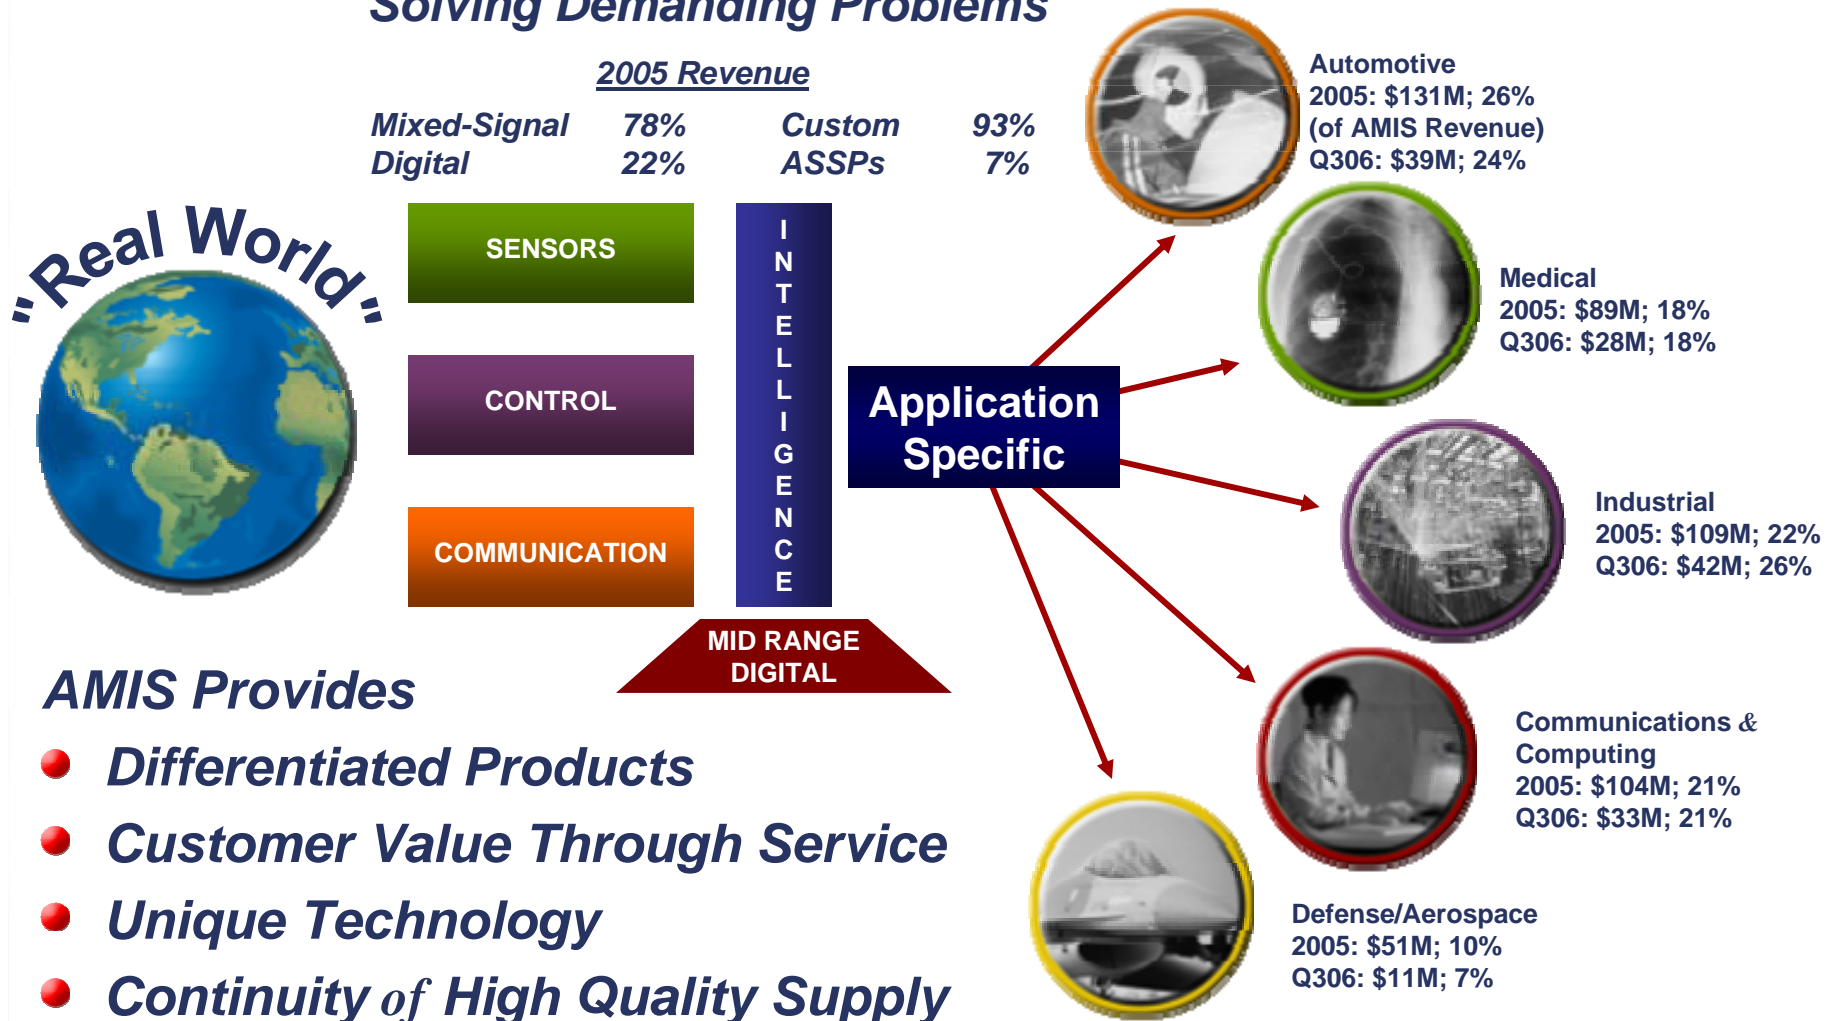 Solving Demanding Problems
2005 Revenue
Mixed-Signal 78% Custom 93%
Digital 22% ASSPs 7%
"Real World"
SENSORS
CONTROL
COMMUNICATION
INTELLIGENCE
MID RANGE
DIGITAL
Application
Specific
Automotive
2005: $131M; 26%
(of AMIS Revenue)
Q306: $39M; 24%
Medical
2005: $89M; 18%
Q306: $28M; 18%
Industrial
2005: $109M; 22%
Q306: $42M; 26%
Communications &
Computing
2005: $104M; 21%
Q306: $33M; 21%
Defense/Aerospace
2005: $51M; 10%
Q306: $11M; 7%
AMIS Provides
Differentiated Products
Customer Value Through Service
Unique Technology
Continuity of High Quality Supply